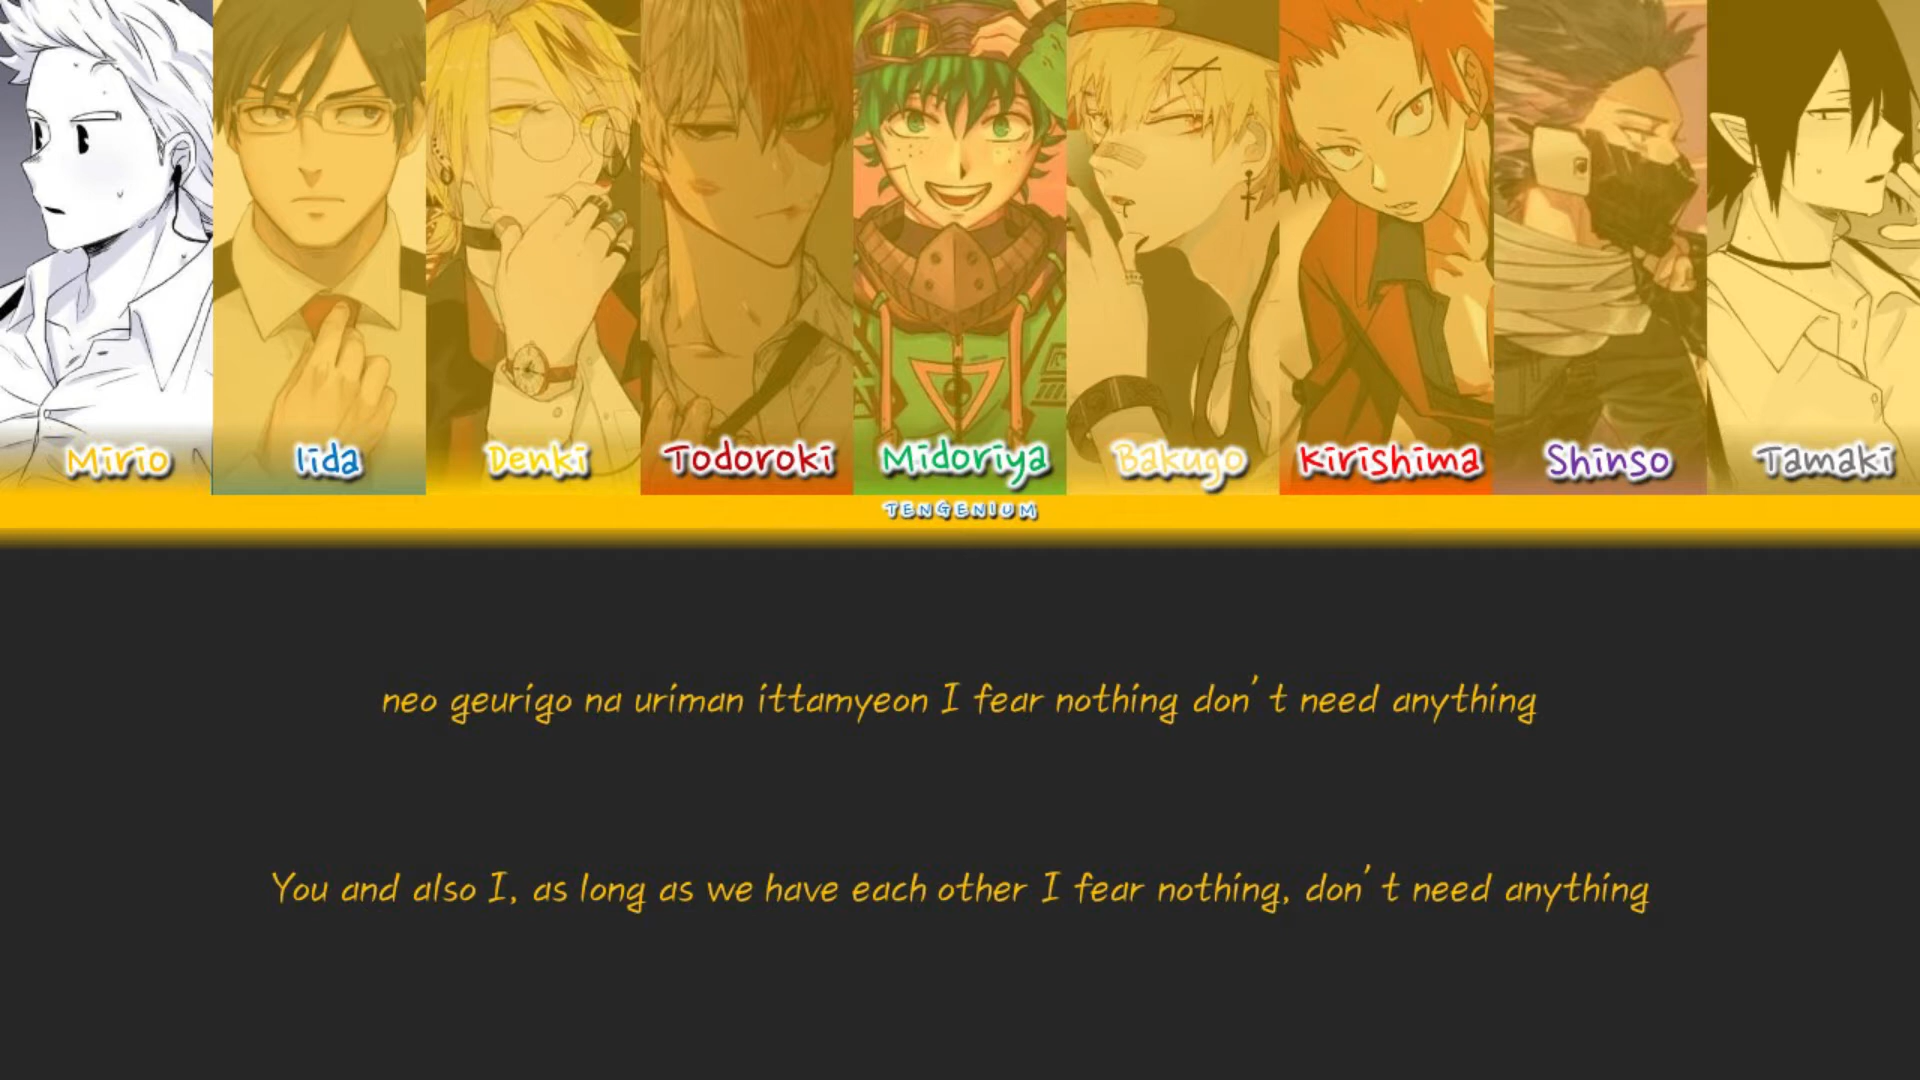 Mirio
Iida
Denki
Todoroki
Midoriya
Bakugo
Kirishima
Shinso
Tamaki
TENGENIUM
neo geurigo na uriman ittamyeon I fear nothing don't need anything
You and also I, as long as we have each other I fear nothing, don't need anything